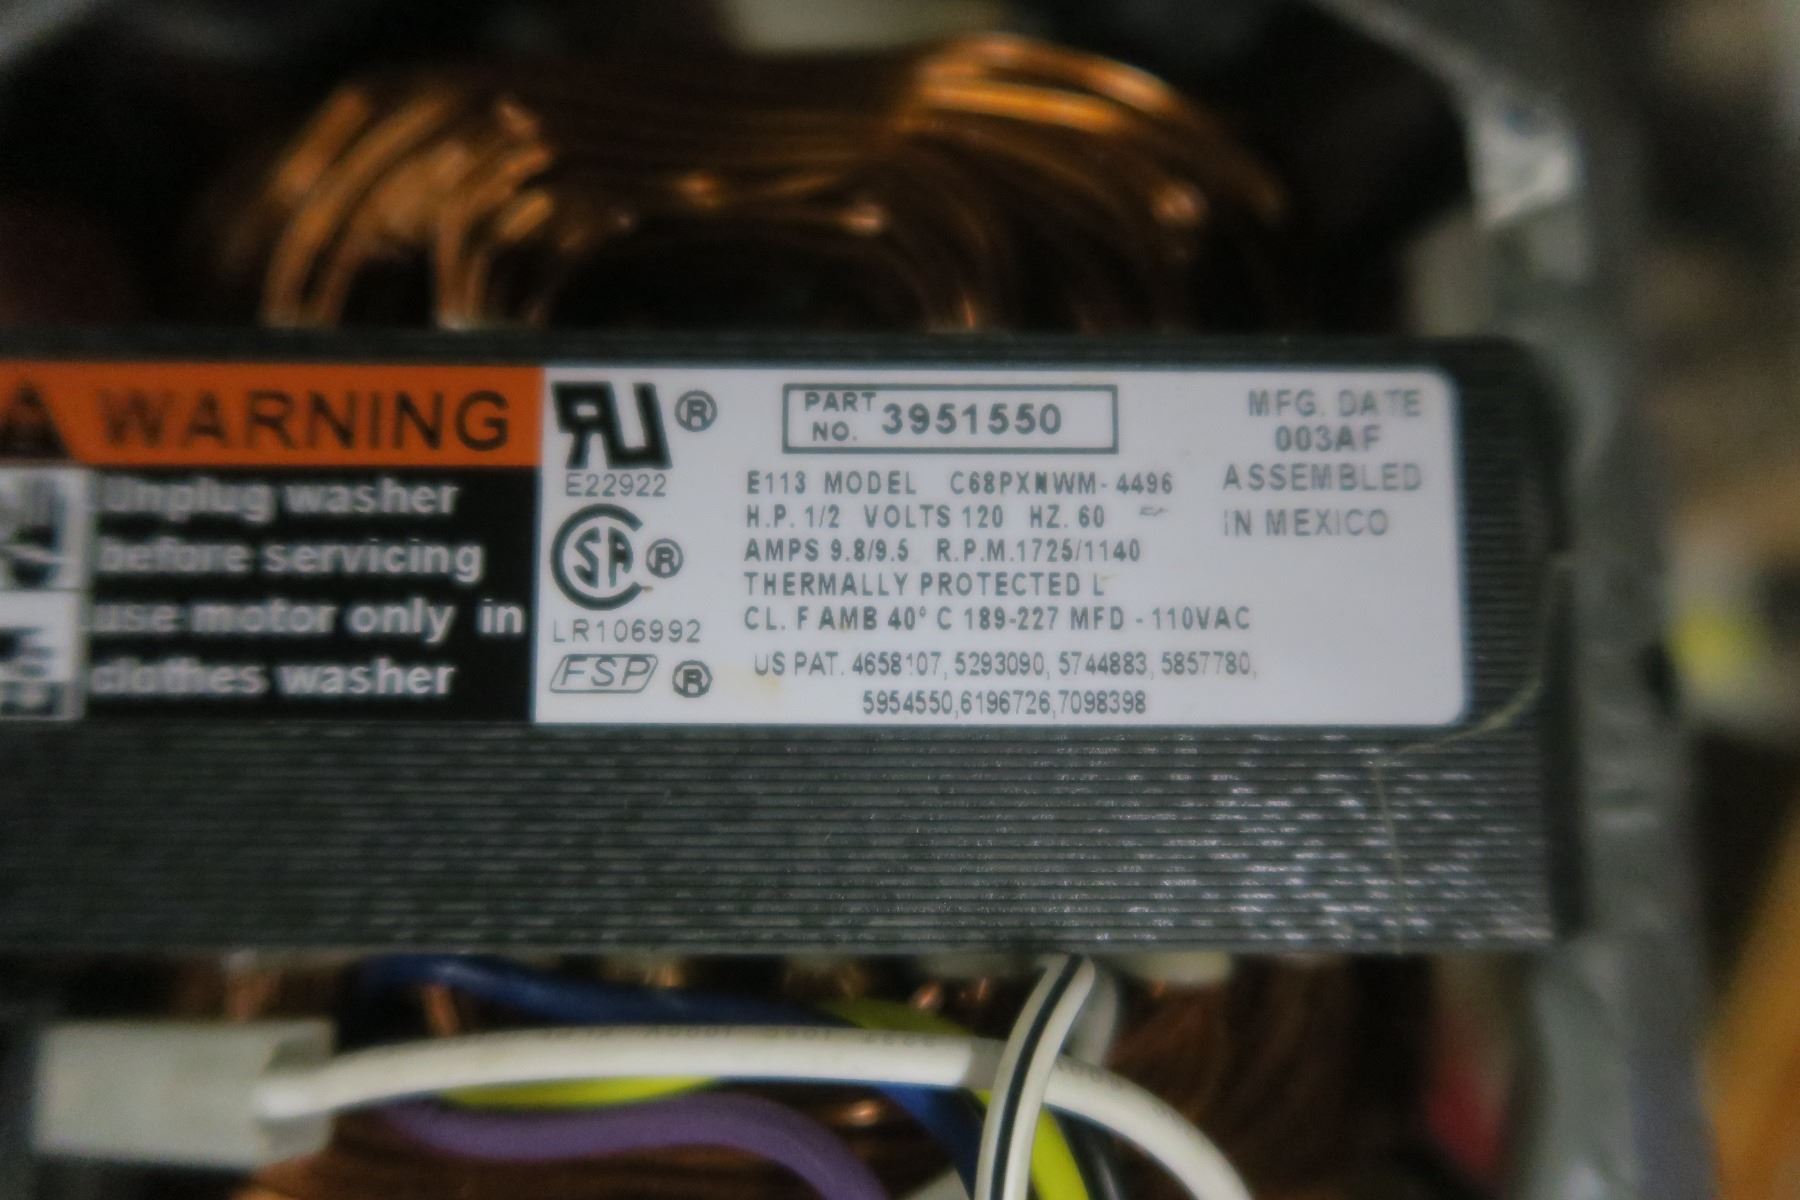 WARNING
Unplug washer
before servicing
use motor only in
clothes washer
RU ®
E22922
SA ®
LR106992
FSP ®
PART NO. 3951550
E113 MODEL C68PXNWM-4496
H.P. 1/2 VOLTS 120 HZ. 60
AMPS 9.8/9.5 R.P.M.1725/1140
THERMALLY PROTECTED L
CL. F AMB 40° C 189-227 MFD - 110VAC
US PAT. 4658107, 5293090, 5744883, 5857780,
5954550,6196726,7098398
MFG. DATE
003AF
ASSEMBLED
IN MEXICO